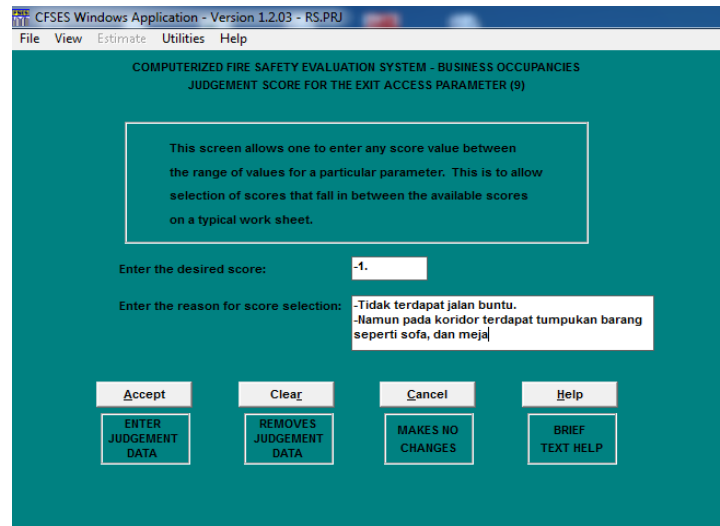 CFSES Windows Application - Version 1.2.03 - RS.PRJ
File View Estimate Utilities Help
COMPUTERIZED FIRE SAFETY EVALUATION SYSTEM - BUSINESS OCCUPANCIES
JUDGEMENT SCORE FOR THE EXIT ACCESS PARAMETER (9)
This screen allows one to enter any score value between
the range of values for a particular parameter. This is to allow
selection of scores that fall in between the available scores
on a typical work sheet.
Enter the desired score: -1.
Enter the reason for score selection: -Tidak terdapat jalan buntu.
-Namun pada koridor terdapat tumpukan barang
seperti sofa, dan meja
Accept Clear Cancel Help
ENTER JUDGEMENT DATA
REMOVES JUDGEMENT DATA
MAKES NO CHANGES
BRIEF TEXT HELP